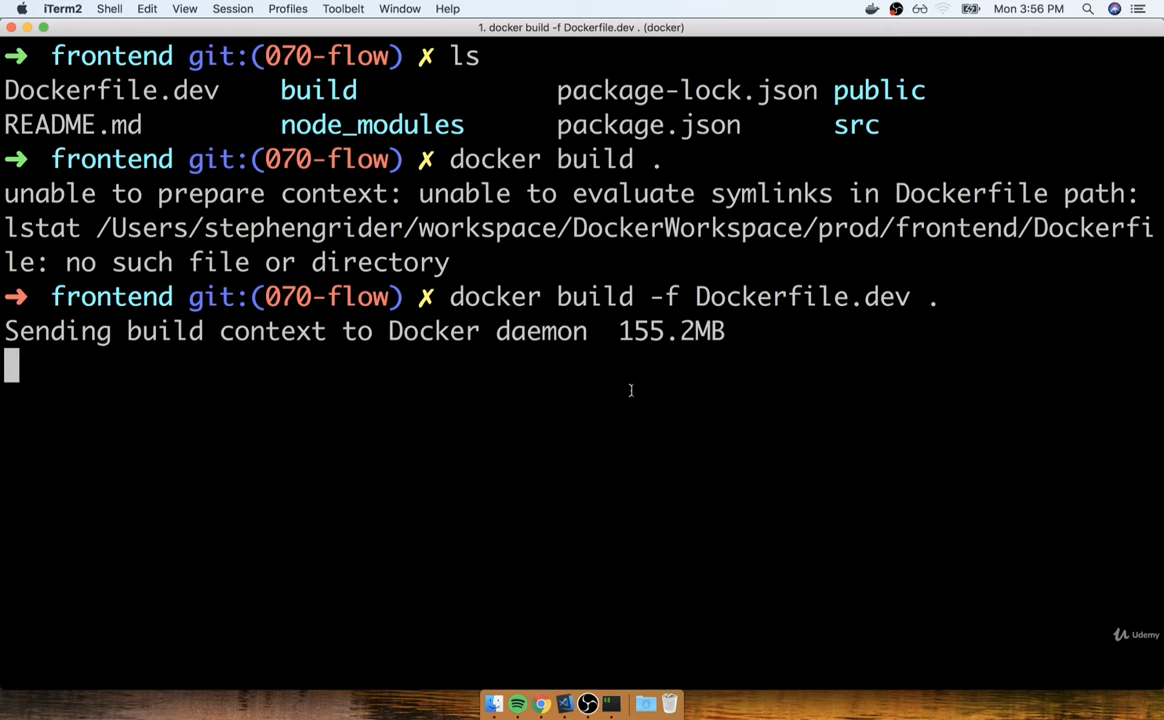 iTerm2 Shell Edit View Session Profiles Toolbelt Window Help Mon 3:56 PM
1. docker build -f Dockerfile.dev . (docker)
→ frontend git:(070-flow) ✗ ls
Dockerfile.dev build package-lock.json public
README.md node_modules package.json src
→ frontend git:(070-flow) ✗ docker build .
unable to prepare context: unable to evaluate symlinks in Dockerfile path:
lstat /Users/stephengrider/workspace/DockerWorkspace/prod/frontend/Dockerfi
le: no such file or directory
→ frontend git:(070-flow) ✗ docker build -f Dockerfile.dev .
Sending build context to Docker daemon 155.2MB
Udemy